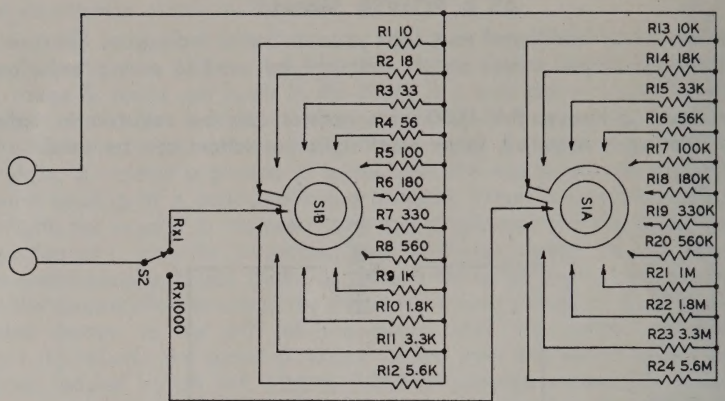 R1 10
R2 18
R3 33
R4 56
R5 100
R6 180
R7 330
R8 560
R9 1K
R10 1.8K
R11 3.3K
R12 5.6K
S1B
R13 10K
R14 18K
R15 33K
R16 56K
R17 100K
R18 180K
R19 330K
R20 560K
R21 1M
R22 1.8M
R23 3.3M
R24 5.6M
S1A
Rx1
S2
Rx1000